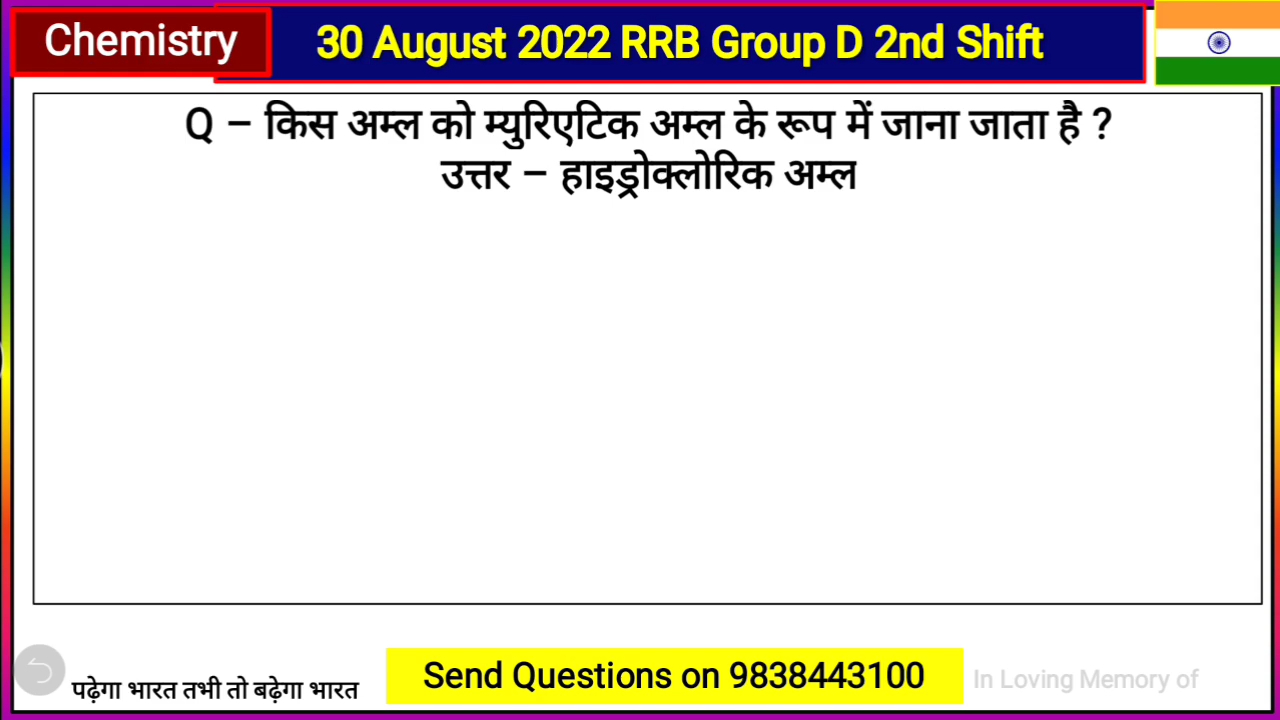 Chemistry
30 August 2022 RRB Group D 2nd Shift
Q – किस अम्ल को म्युरिएटिक अम्ल के रूप में जाना जाता है ?
उत्तर – हाइड्रोक्लोरिक अम्ल
पढ़ेगा भारत तभी तो बढ़ेगा भारत
Send Questions on 9838443100
In Loving Memory of